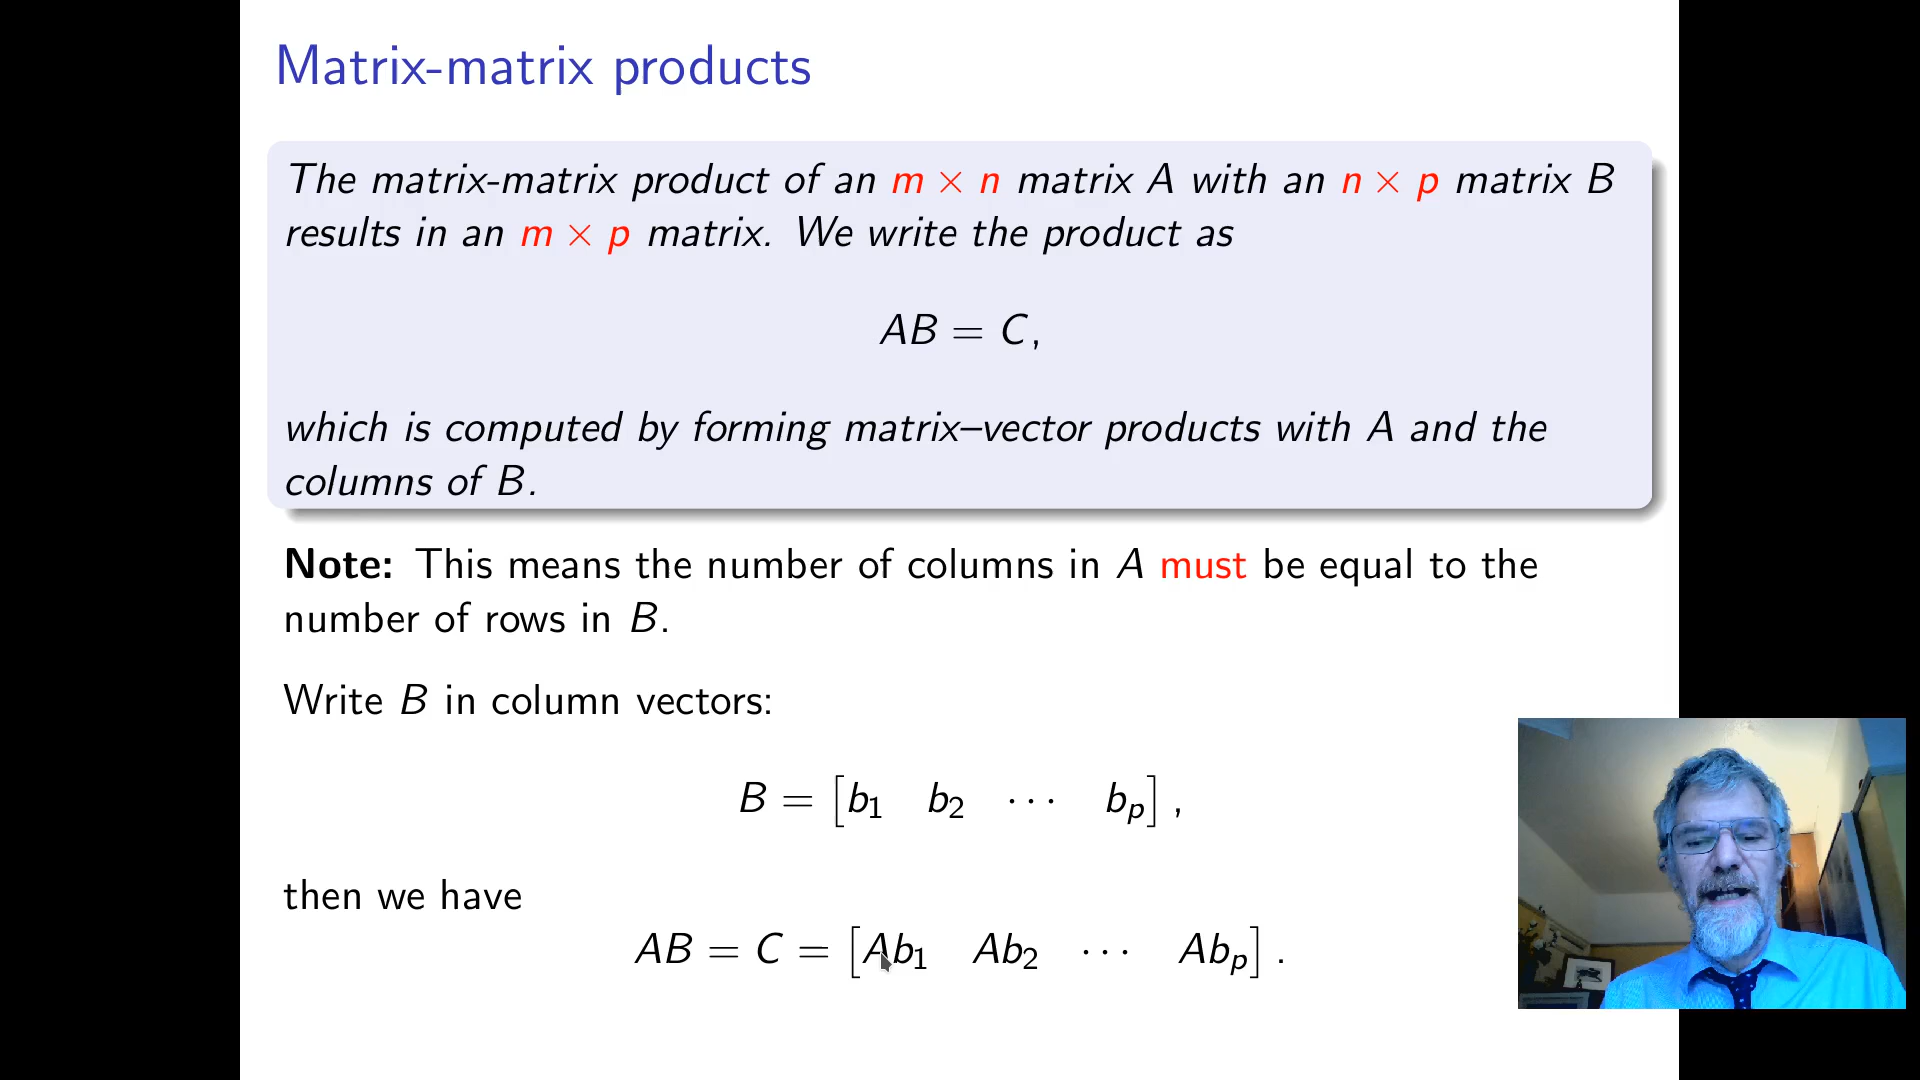 Matrix-matrix products
The matrix-matrix product of an m × n matrix A with an n × p matrix B
results in an m × p matrix. We write the product as
AB = C,
which is computed by forming matrix–vector products with A and the
columns of B.
Note: This means the number of columns in A must be equal to the
number of rows in B.
Write B in column vectors:
B = [b₁ b₂ ⋯ bₚ],
then we have
AB = C = [Ab₁ Ab₂ ⋯ Abₚ].